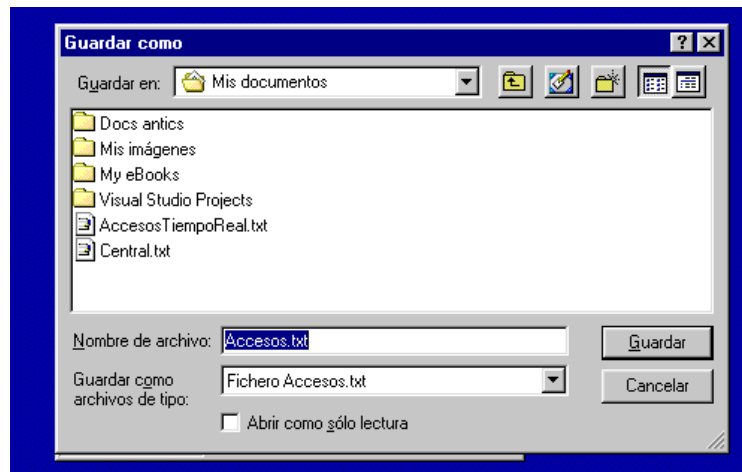 Guardar como
Guardar en: Mis documentos
Docs antics
Mis imágenes
My eBooks
Visual Studio Projects
AccesosTiempoReal.txt
Central.txt
Nombre de archivo: Accesos.txt Guardar
Guardar como archivos de tipo: Fichero Accesos.txt Cancelar
Abrir como sólo lectura